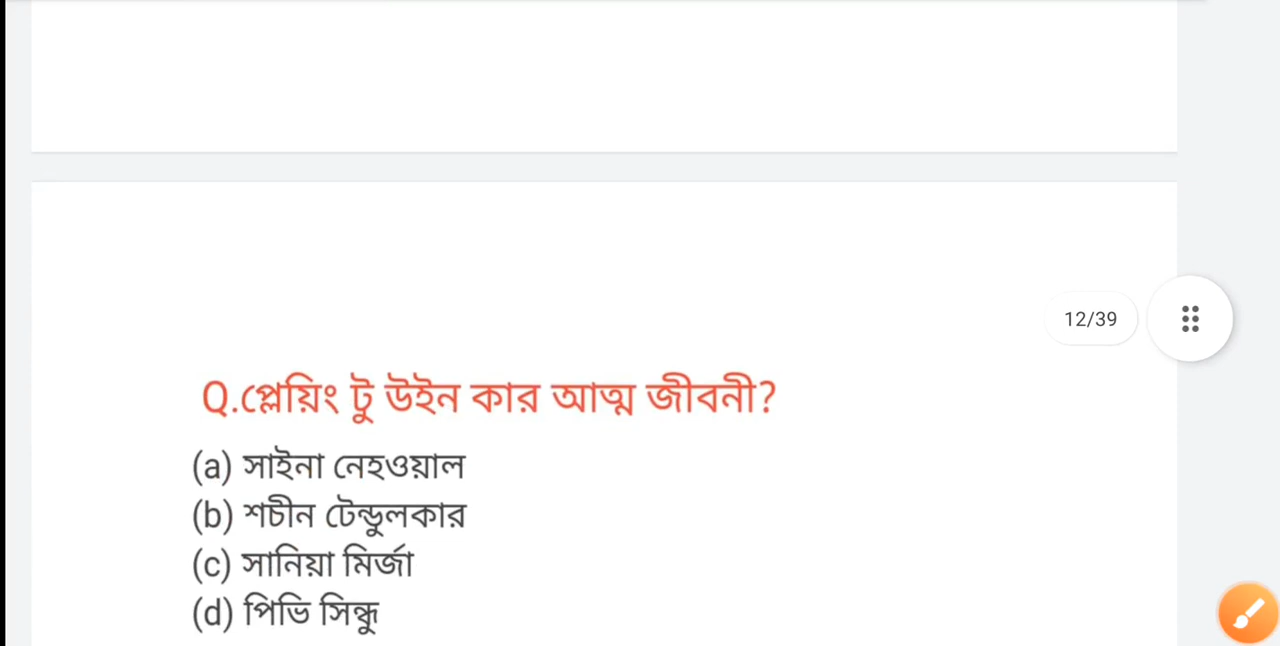 12/39
Q.প্লেয়িং টু উইন কার আত্ম জীবনী?
(a) সাইনা নেহওয়াল
(b) শচীন টেন্ডুলকার
(c) সানিয়া মির্জা
(d) পিভি সিন্ধু